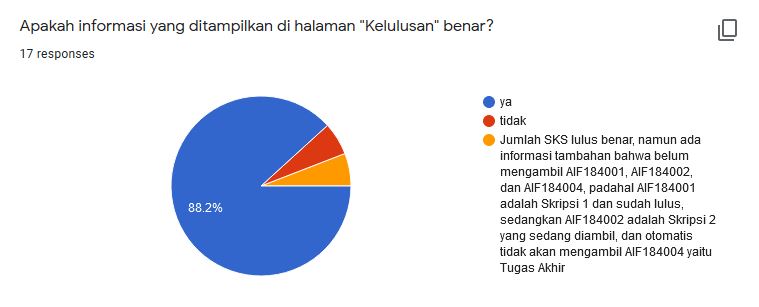 Apakah informasi yang ditampilkan di halaman "Kelulusan" benar?
17 responses
88.2%
ya
tidak
Jumlah SKS lulus benar, namun ada
informasi tambahan bahwa belum
mengambil AIF184001, AIF184002,
dan AIF184004, padahal AIF184001
adalah Skripsi 1 dan sudah lulus,
sedangkan AIF184002 adalah Skripsi 2
yang sedang diambil, dan otomatis
tidak akan mengambil AIF184004 yaitu
Tugas Akhir